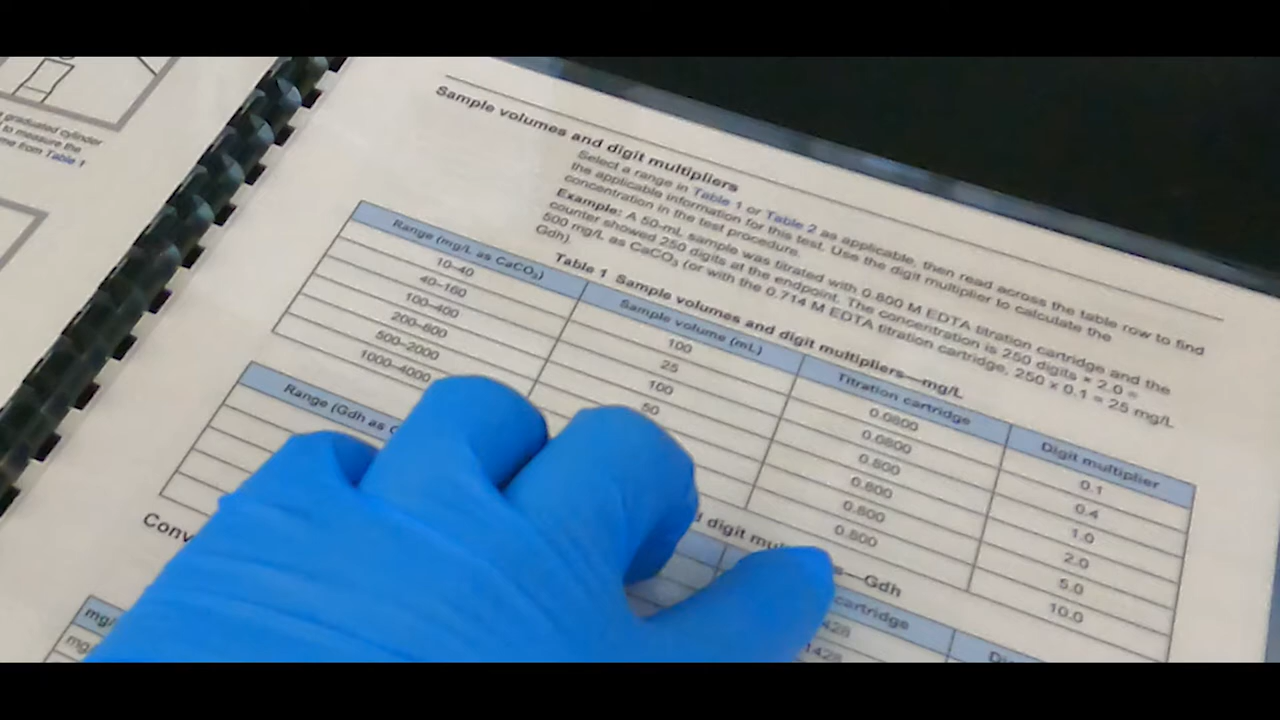 graduated cylinder
to measure the
me from Table 1
Sample volumes and digit multipliers
Select a range in Table 1 or Table 2 as applicable, then read across the table row to find
the applicable information for this test. Use the digit multiplier to calculate the
concentration in the test procedure.
Example: A 50-mL sample was titrated with 0.800 M EDTA titration cartridge and the
counter showed 250 digits at the endpoint. The concentration is 250 digits × 2.0 =
500 mg/L as CaCO₃ (or with the 0.714 M EDTA titration cartridge, 250 x 0.1 = 25 mg/L
Gdh).
Table 1 Sample volumes and digit multipliers—mg/L
Range (mg/L as CaCO₃) Sample volume (mL) Titration cartridge Digit multiplier
10–40 100 0.0800 0.1
40–160 25 0.0800 0.4
100–400 100 0.800 1.0
200–800 50 0.800 2.0
500–2000 0.800 5.0
1000–4000 0.800 10.0
d digit mu s—Gdh
Range (Gdh as C cartridge Di
428
1428
Conv
mg/
mg/